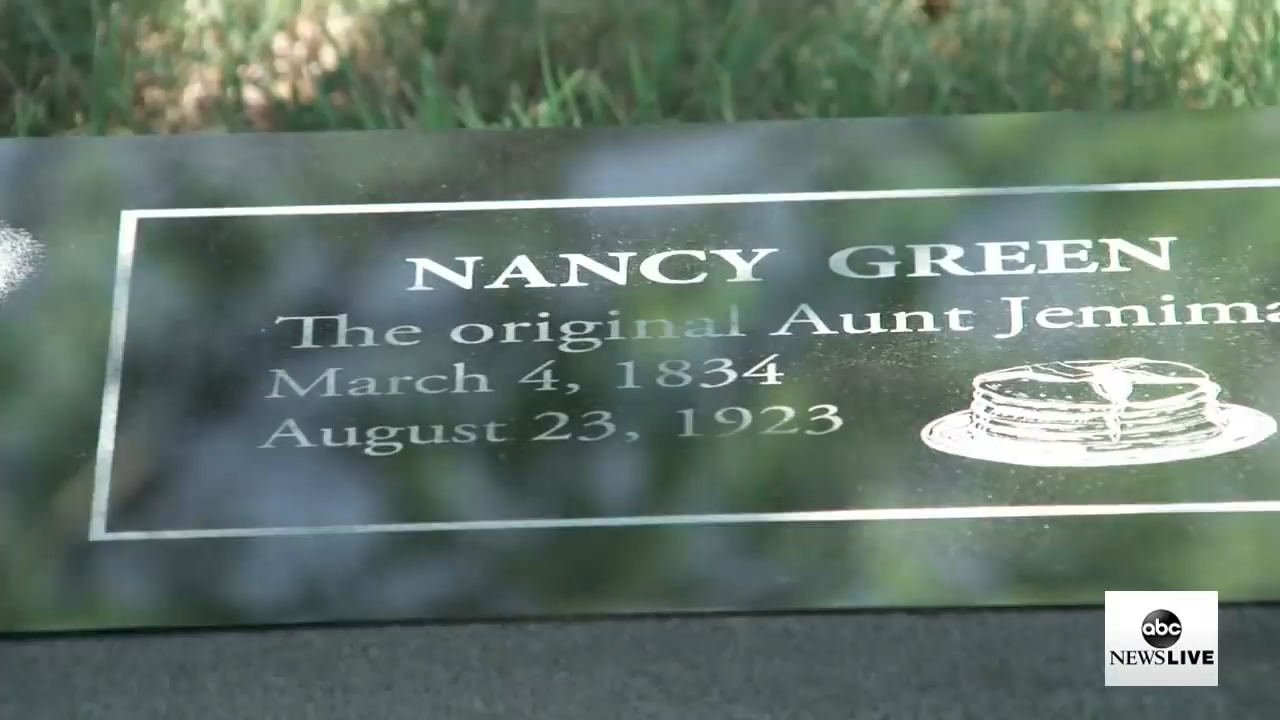 NANCY GREEN
The original Aunt Jemima
March 4, 1834
August 23, 1923
abc
NEWSLIVE